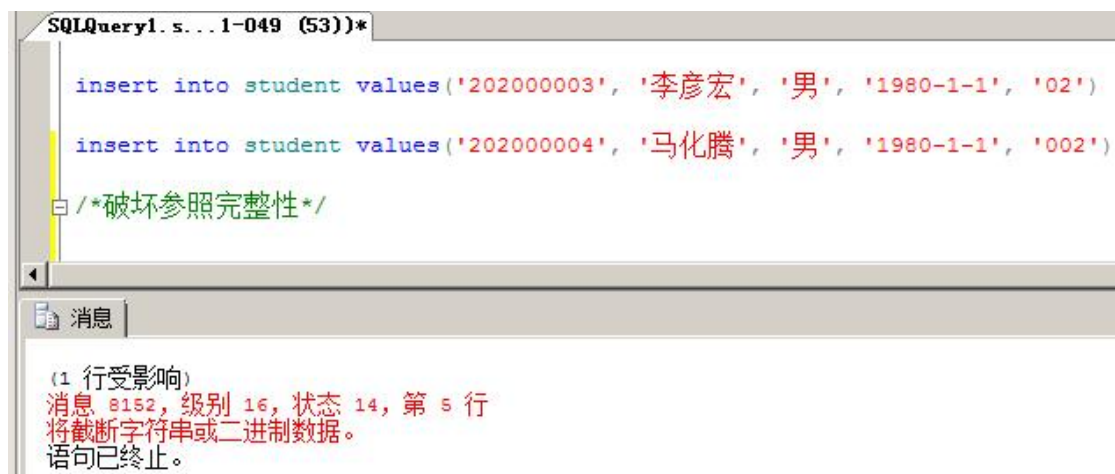 SQLQuery1.s...1-049 (53))*
insert into student values('202000003', '李彦宏', '男', '1980-1-1', '02')
insert into student values('202000004', '马化腾', '男', '1980-1-1', '002')
/*破坏参照完整性*/
消息
(1 行受影响)
消息 8152，级别 16，状态 14，第 5 行
将截断字符串或二进制数据。
语句已终止。